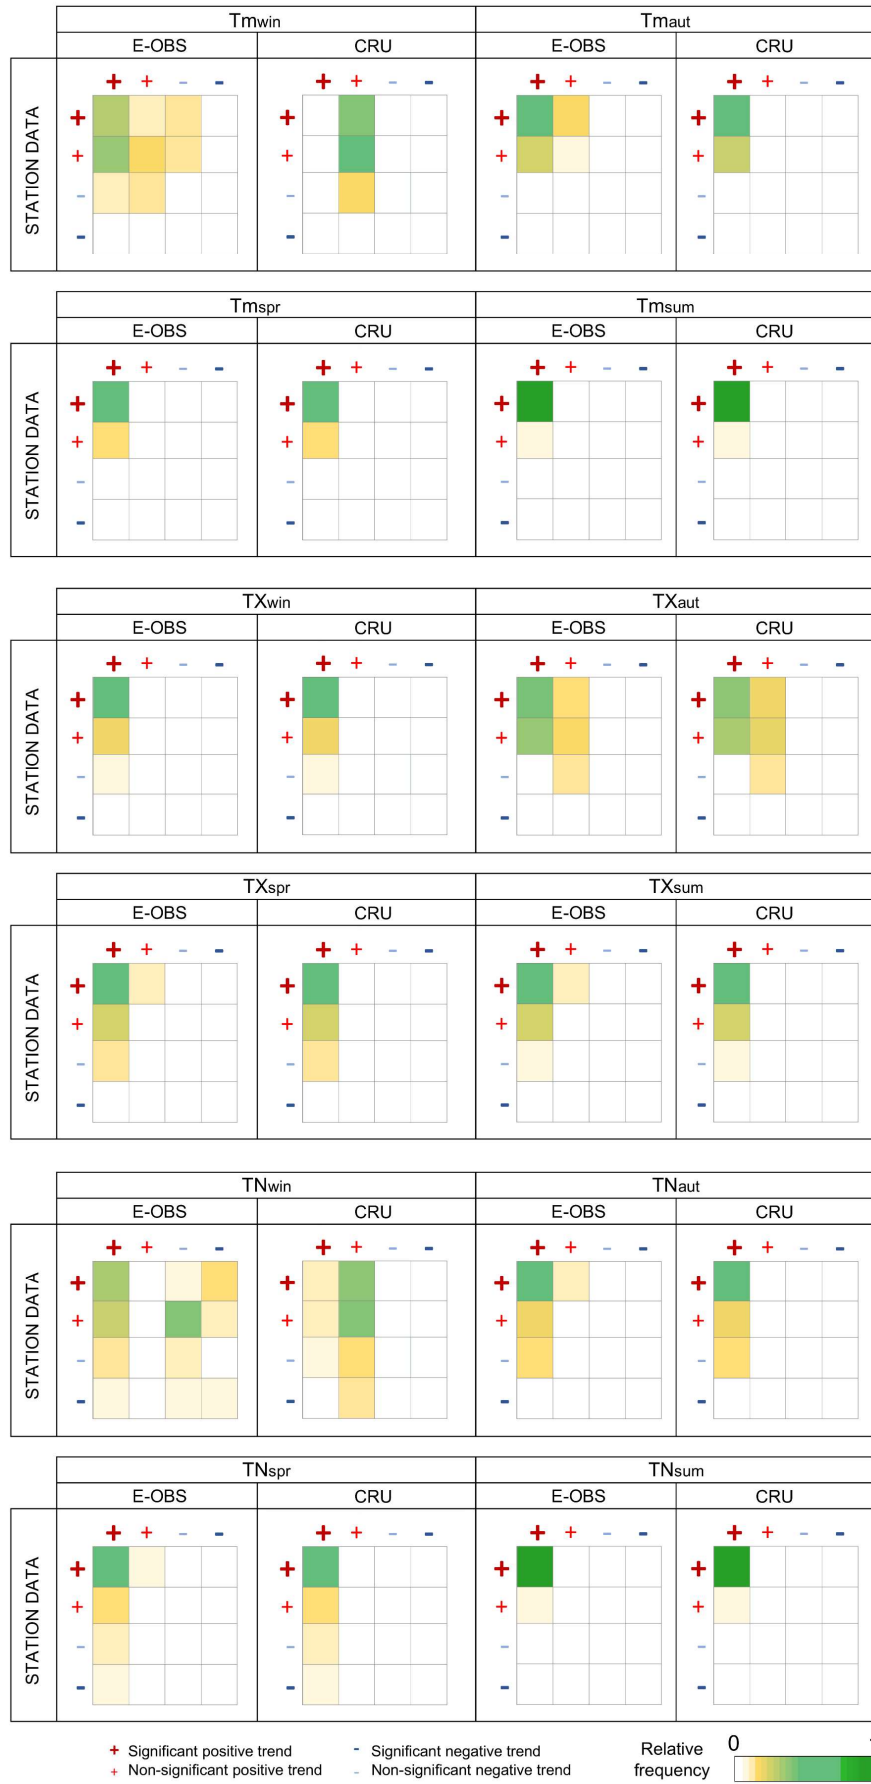 Tmwin Tmaut
E-OBS CRU E-OBS CRU
+ + - - + + - - + + - - + + - -
STATION DATA
+ + + +
+ + + +
- - - -
- - - -
Tmspr Tmsum
E-OBS CRU E-OBS CRU
+ + - - + + - - + + - - + + - -
STATION DATA
+ + + +
+ + + +
- - - -
- - - -
TXwin TXaut
E-OBS CRU E-OBS CRU
+ + - - + + - - + + - - + + - -
STATION DATA
+ + + +
+ + + +
- - - -
- - - -
TXspr TXsum
E-OBS CRU E-OBS CRU
+ + - - + + - - + + - - + + - -
STATION DATA
+ + + +
+ + + +
- - - -
- - - -
TNwin TNaut
E-OBS CRU E-OBS CRU
+ + - - + + - - + + - - + + - -
STATION DATA
+ + + +
+ + + +
- - - -
- - - -
TNspr TNsum
E-OBS CRU E-OBS CRU
+ + - - + + - - + + - - + + - -
STATION DATA
+ + + +
+ + + +
- - - -
- - - -
+ Significant positive trend - Significant negative trend
+ Non-significant positive trend - Non-significant negative trend
Relative 0
frequency